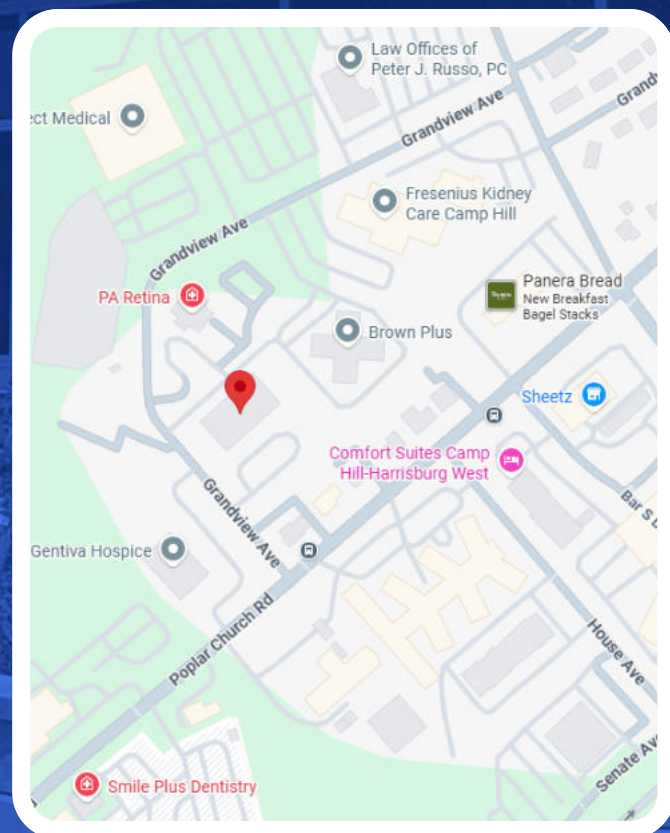 Law Offices of
Peter J. Russo, PC
Grandview Ave
Grand
ect Medical
Fresenius Kidney
Care Camp Hill
Grandview Ave
PA Retina
Panera Bread
New Breakfast
Bagel Stacks
Brown Plus
Sheetz
Comfort Suites Camp
Hill-Harrisburg West
Bar S
Grandview Ave
Gentiva Hospice
Poplar Church Rd
House Ave
Senate Av
Smile Plus Dentistry